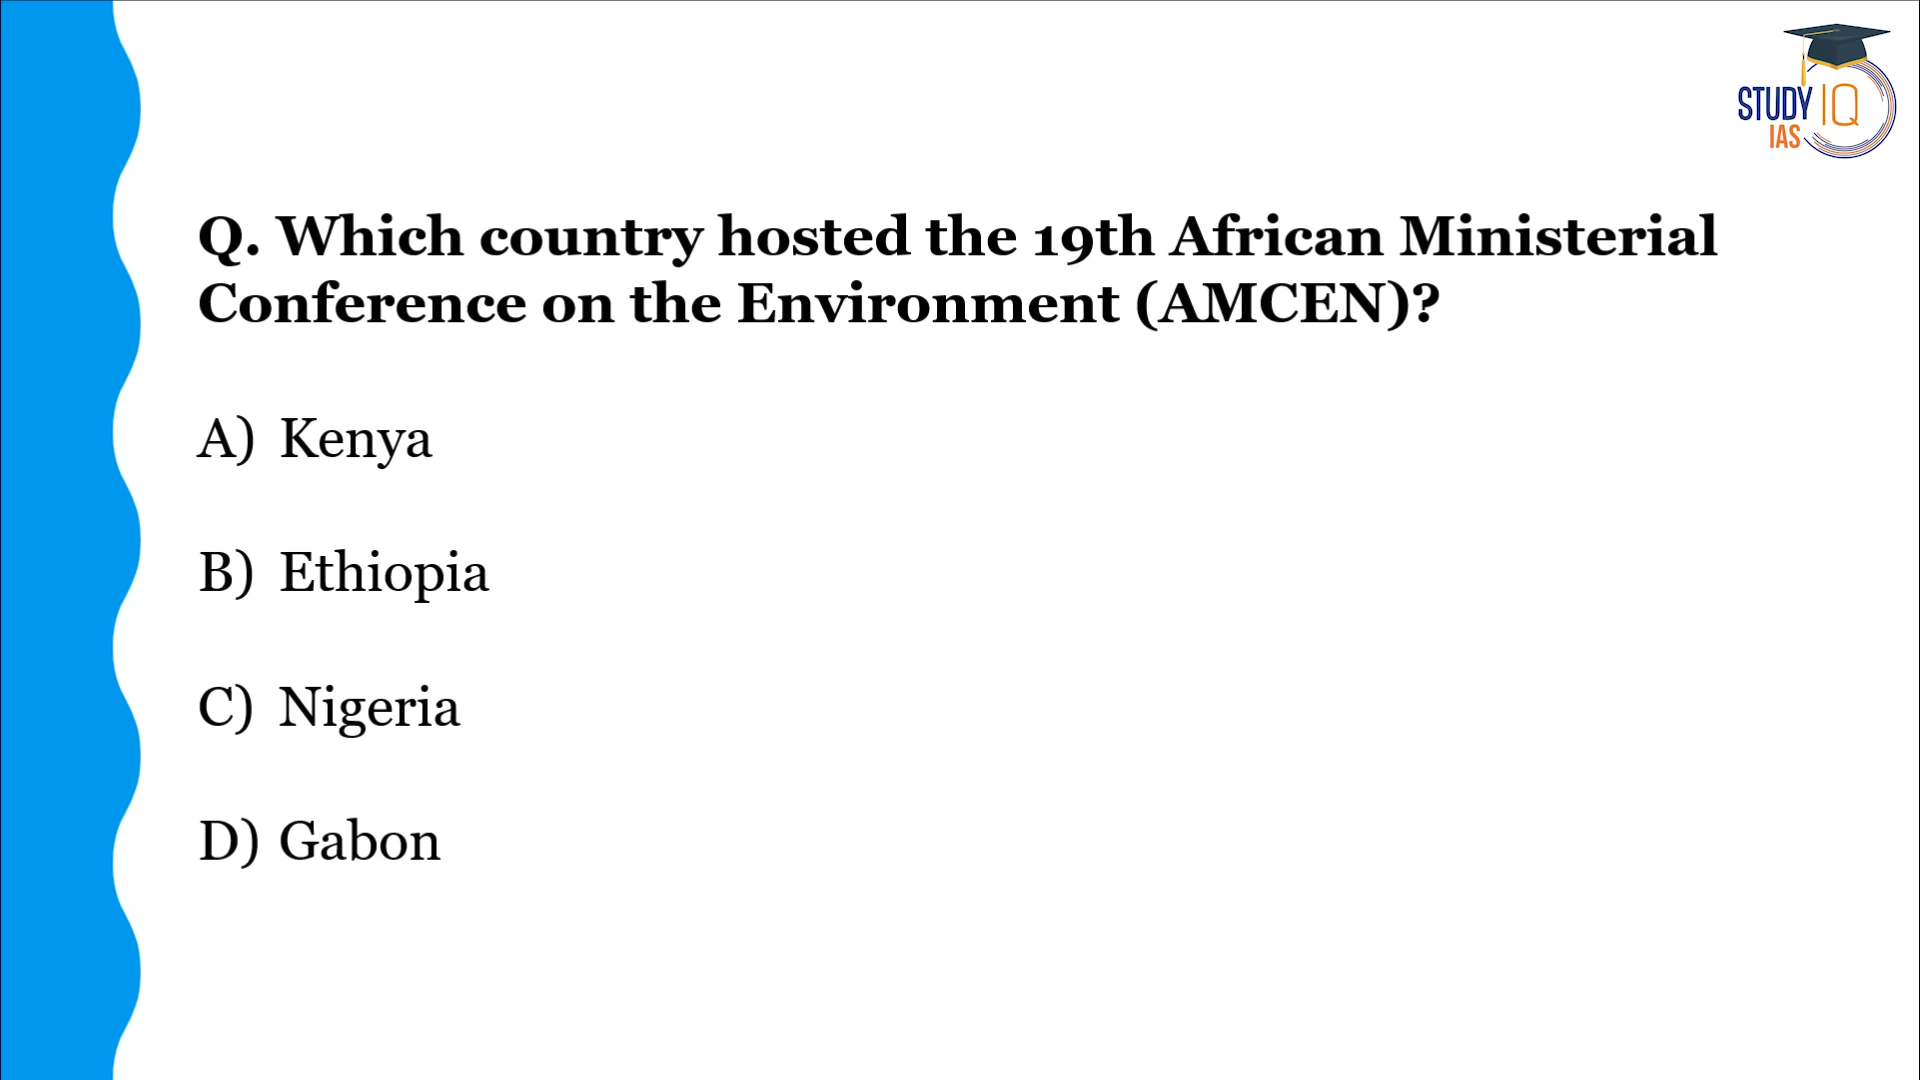 STUDY IQ
IAS
Q. Which country hosted the 19th African Ministerial
Conference on the Environment (AMCEN)?
A) Kenya
B) Ethiopia
C) Nigeria
D) Gabon